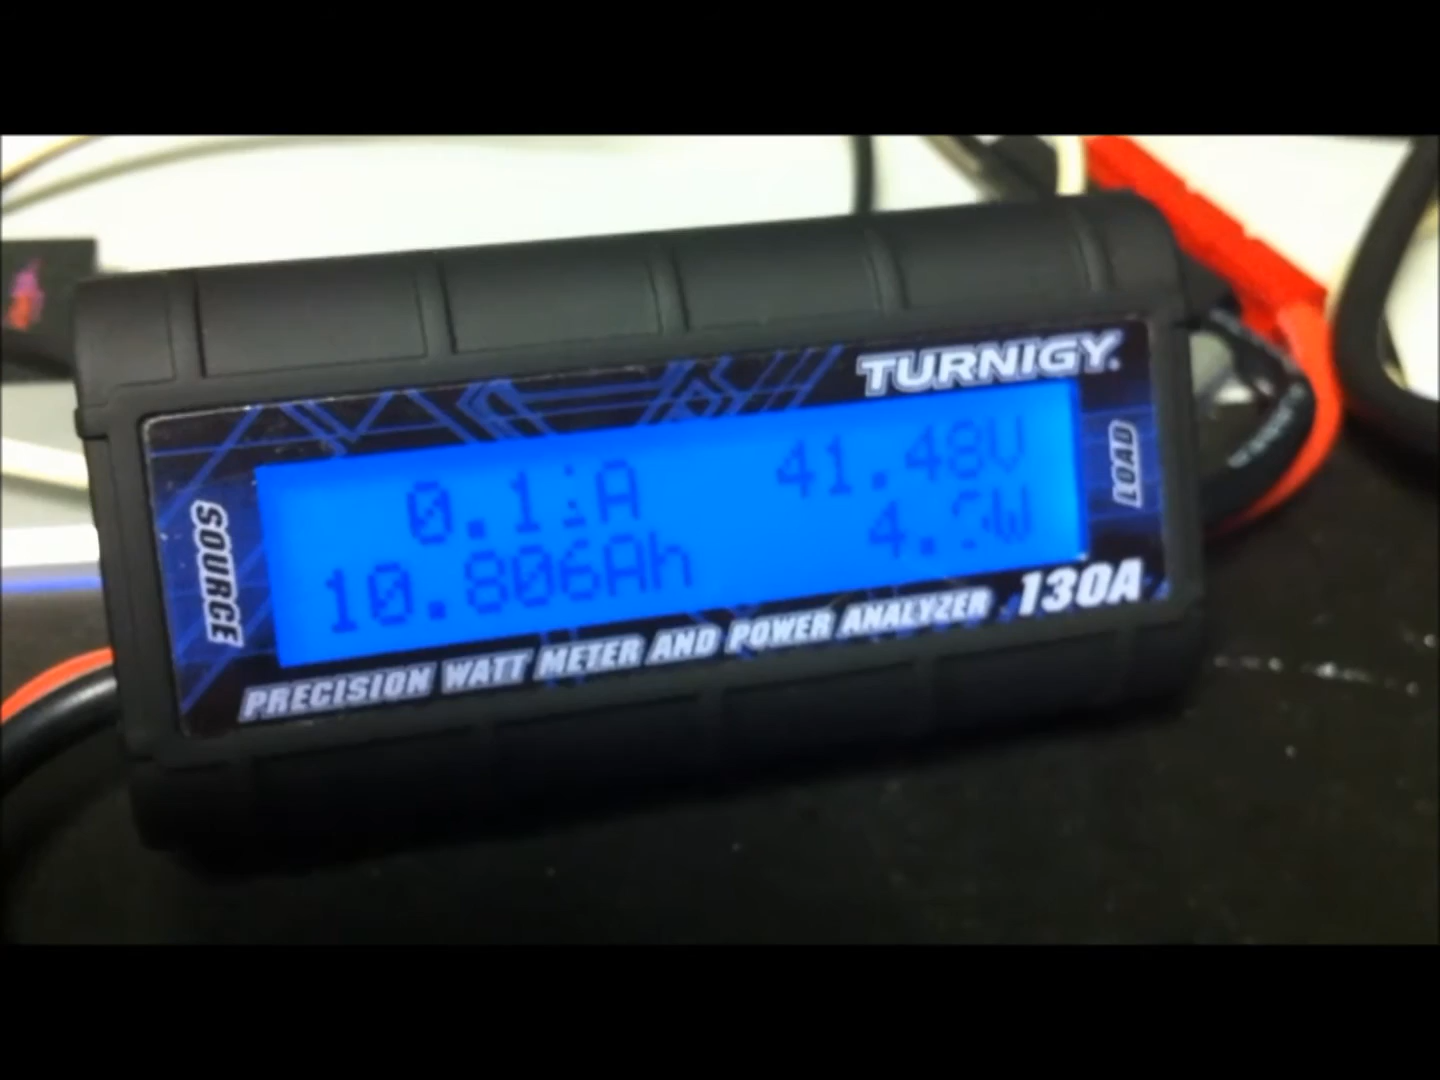 TURNIGY.
SOURCE
41.48V
10.806Ah
LOAD
PRECISION WATT METER AND POWER ANALYZER 130A